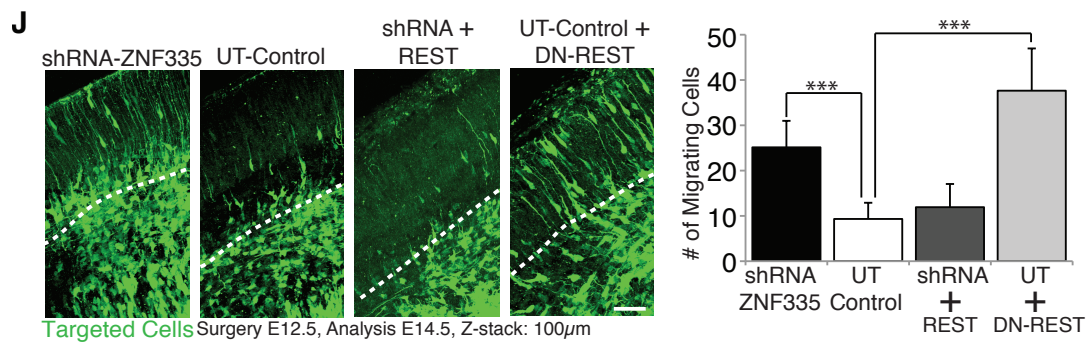 J
shRNA-ZNF335
UT-Control
shRNA +
REST
UT-Control +
DN-REST
Targeted Cells Surgery E12.5, Analysis E14.5, Z-stack: 100μm
# of Migrating Cells
50
40
30
20
10
0
***
***
shRNA
ZNF335
UT
Control
shRNA
+
REST
UT
+
DN-REST